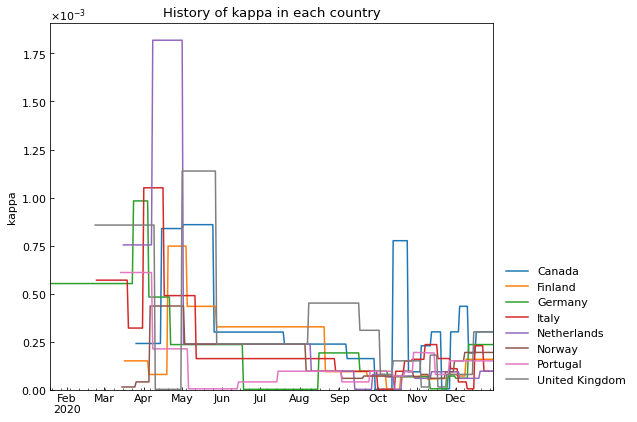 History of kappa in each country
×10⁻³
1.75
1.50
1.25
1.00
0.75
0.50
0.25
0.00
kappa
Feb Mar Apr May Jun Jul Aug Sep Oct Nov Dec
2020
Canada
Finland
Germany
Italy
Netherlands
Norway
Portugal
United Kingdom